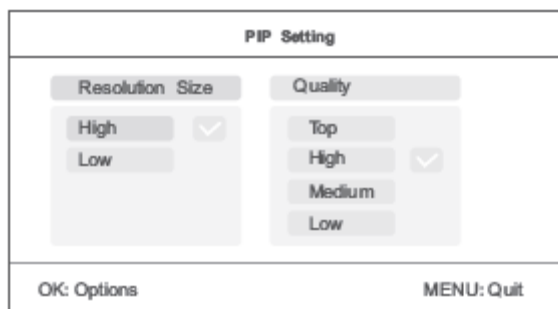 PIP Setting
Resolution Size
High
Low
Quality
Top
High
Medium
Low
OK: Options
MENU: Quit